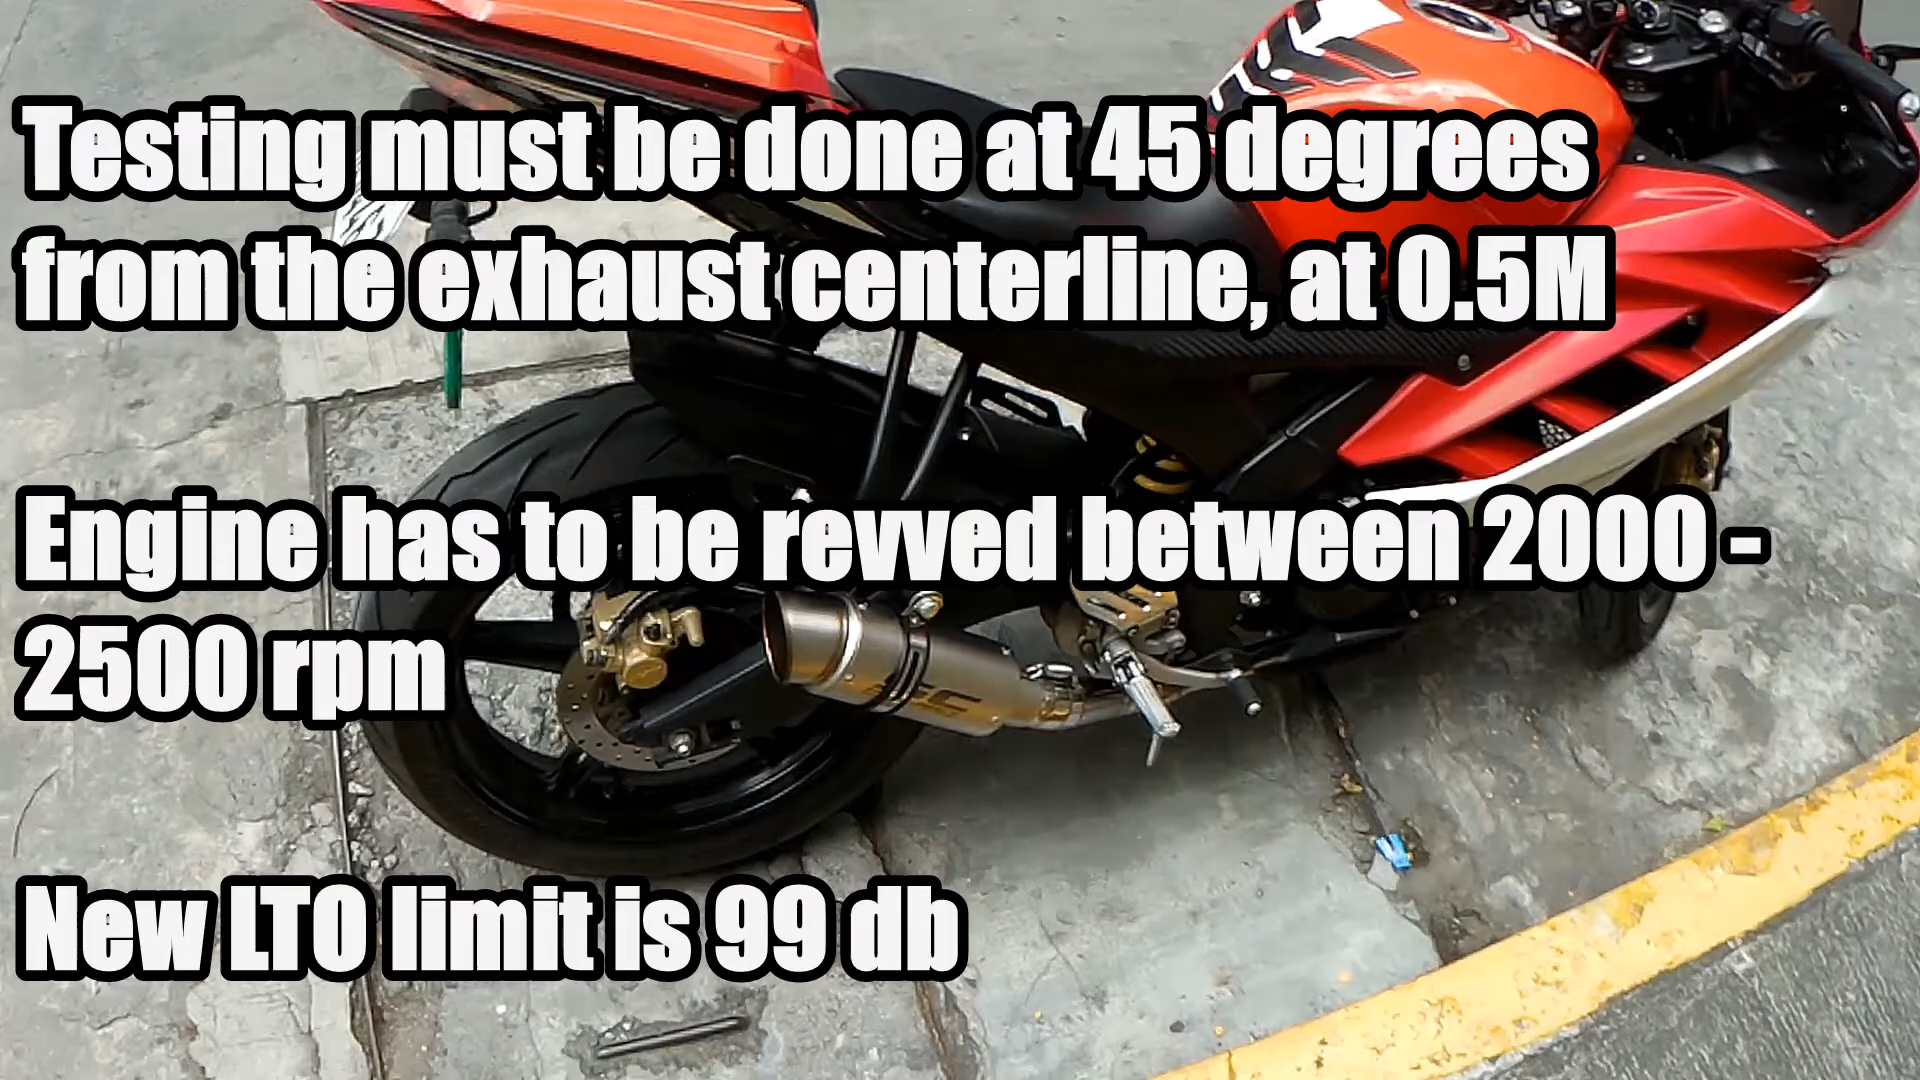 Testing must be done at 45 degrees
from the exhaust centerline, at 0.5M
Engine has to be revved between 2000 -
2500 rpm
New LTO limit is 99 db